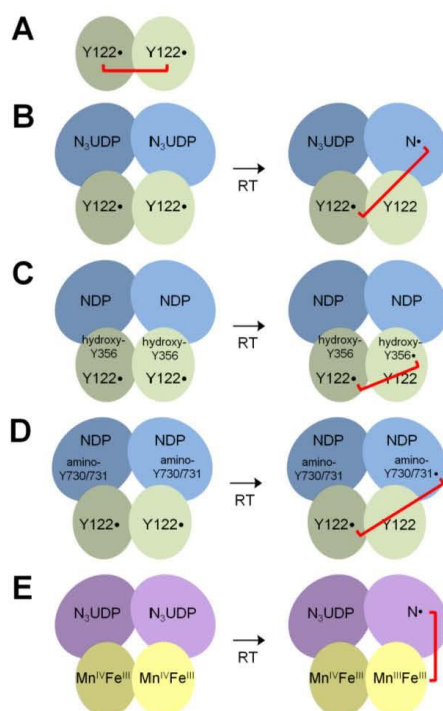 A
Y122• Y122•
B
N₃UDP N₃UDP N₃UDP N•
RT
Y122• Y122• Y122• Y122
C
NDP NDP NDP NDP
RT
hydroxy- hydroxy- hydroxy- hydroxy-
Y356 Y356 Y356 Y356•
Y122• Y122• Y122• Y122
D
NDP NDP NDP NDP
amino- amino- amino- amino-
Y730/731 Y730/731 Y730/731 Y730/731•
RT
Y122• Y122• Y122• Y122
E
N₃UDP N₃UDP N₃UDP N•
RT
MnᴵⱽFeᴵᴵᴵ MnᴵⱽFeᴵᴵᴵ MnᴵⱽFeᴵᴵᴵ MnᴵᴵᴵFeᴵᴵᴵ